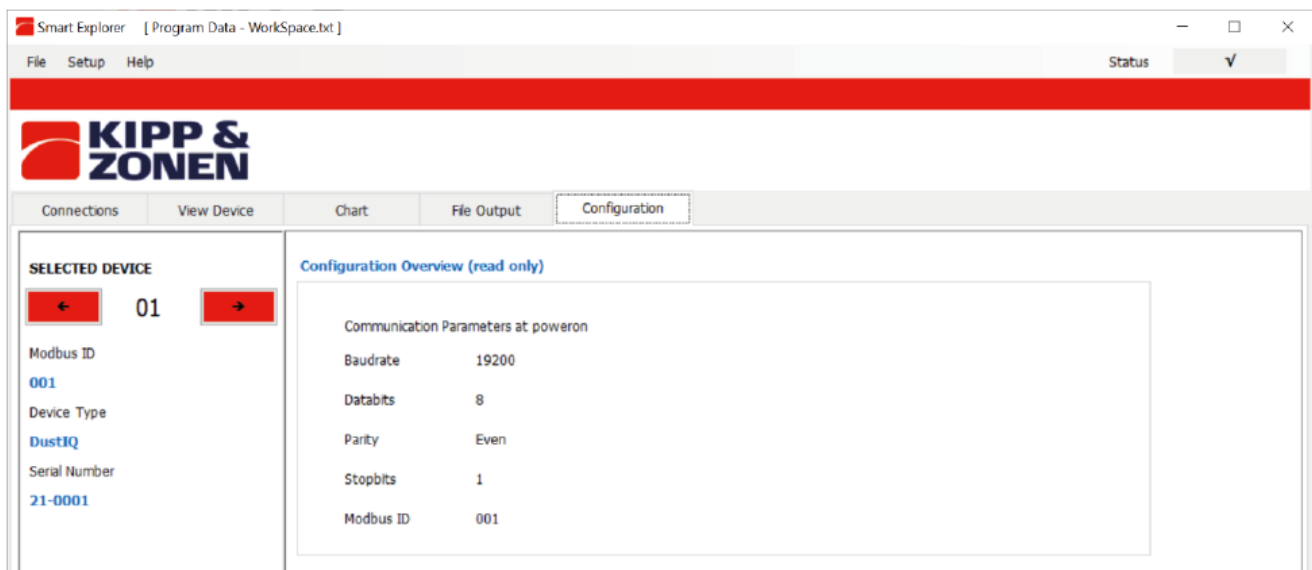 Smart Explorer [ Program Data - WorkSpace.txt ]
File Setup Help Status √
KIPP &
ZONEN
Connections View Device Chart File Output Configuration
SELECTED DEVICE
← 01 →
Modbus ID
001
Device Type
DustIQ
Serial Number
21-0001
Configuration Overview (read only)
Communication Parameters at poweron
Baudrate 19200
Databits 8
Parity Even
Stopbits 1
Modbus ID 001